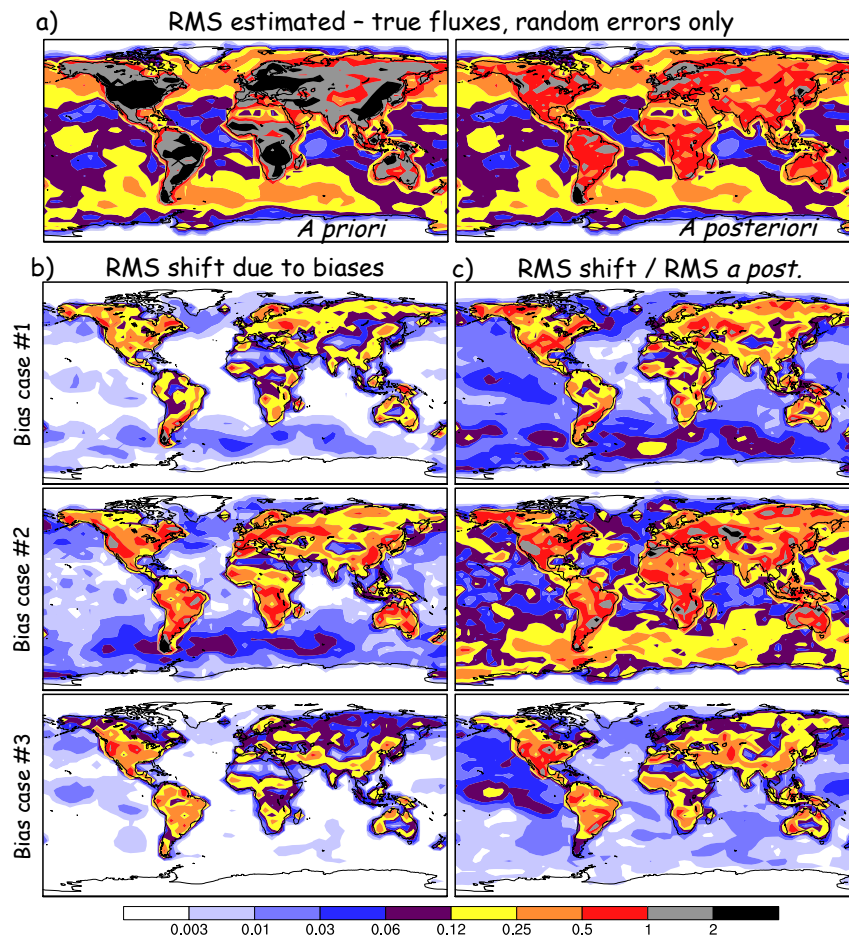 a) RMS estimated – true fluxes, random errors only
A priori
A posteriori
b) RMS shift due to biases
c) RMS shift / RMS a post.
Bias case #1
Bias case #2
Bias case #3
0.003 0.01 0.03 0.06 0.12 0.25 0.5 1 2